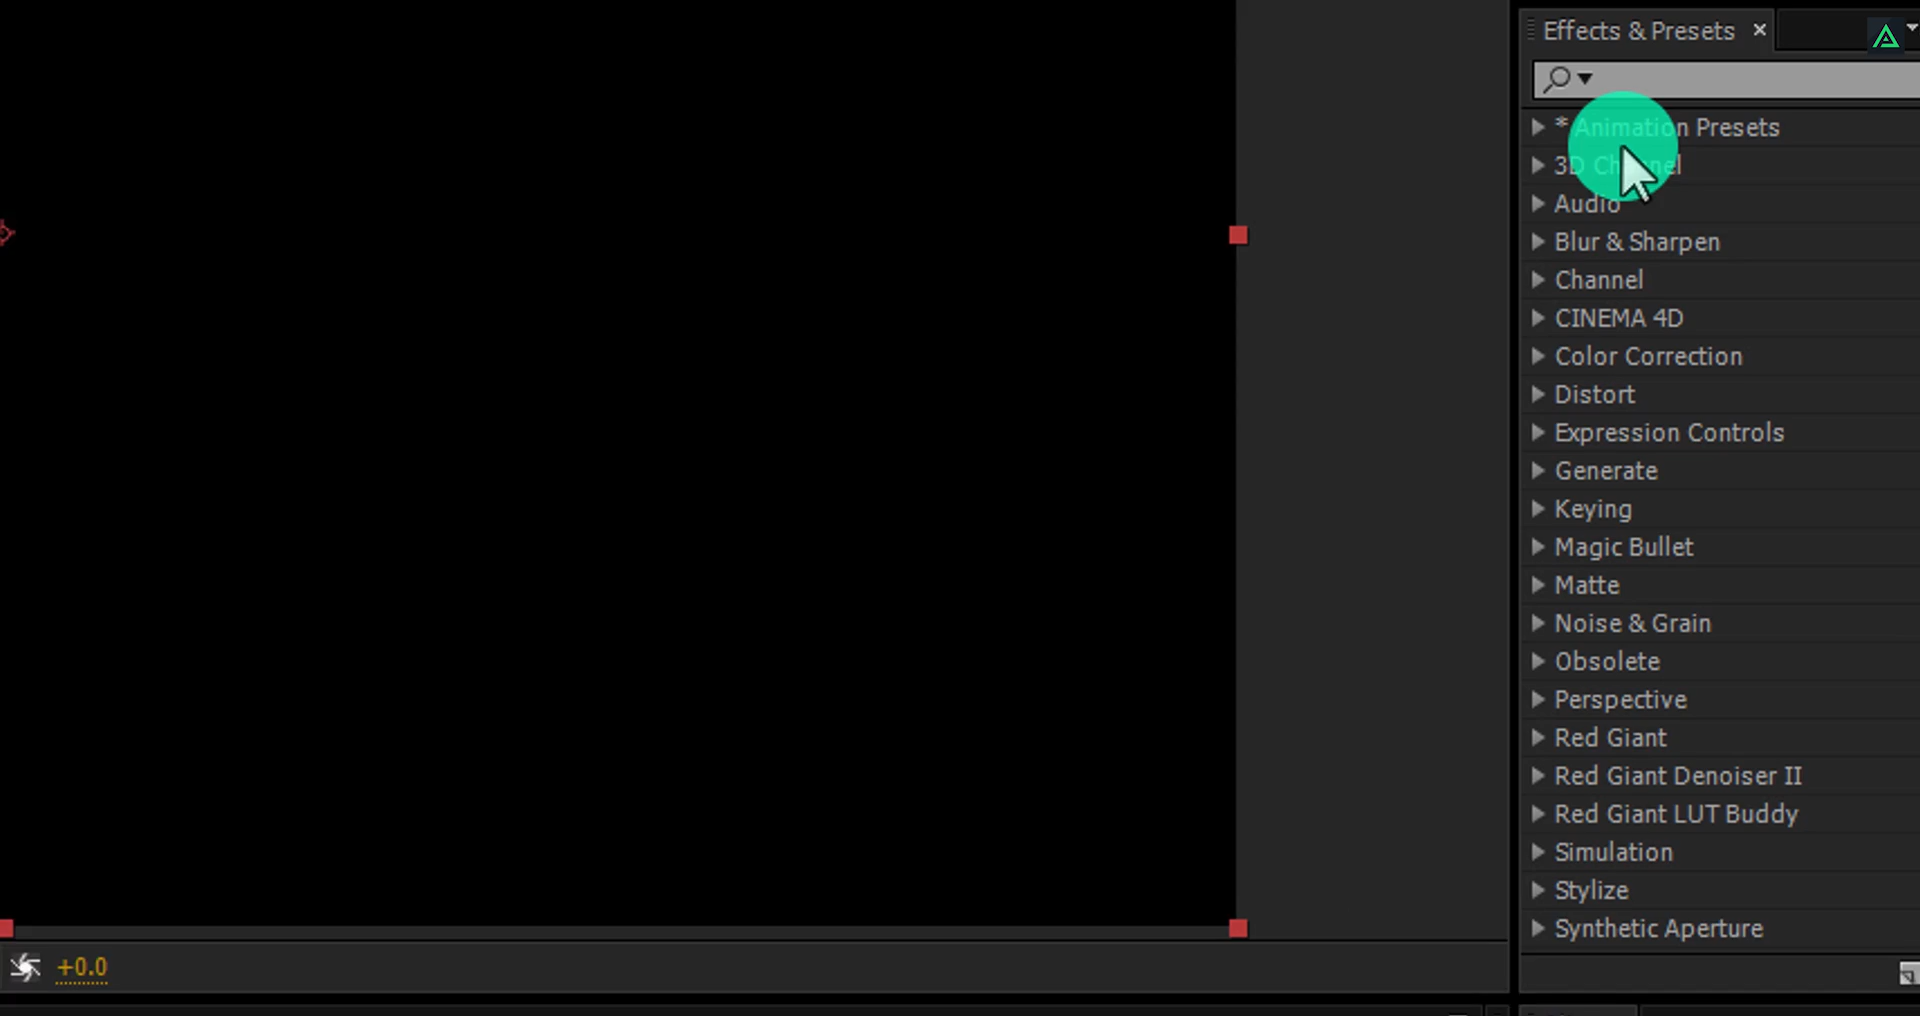 Effects & Presets ×
* Animation Presets
3D Channel
Audio
Blur & Sharpen
Channel
CINEMA 4D
Color Correction
Distort
Expression Controls
Generate
Keying
Magic Bullet
Matte
Noise & Grain
Obsolete
Perspective
Red Giant
Red Giant Denoiser II
Red Giant LUT Buddy
Simulation
Stylize
Synthetic Aperture
+0.0